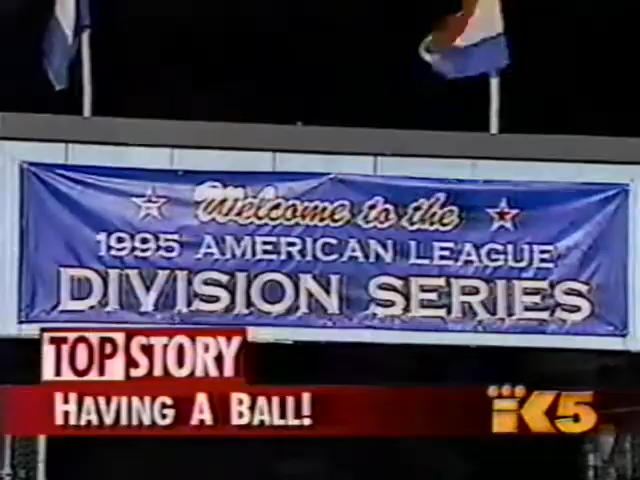 Welcome to the
1995 AMERICAN LEAGUE
DIVISION SERIES
TOP STORY
HAVING A BALL!
K5